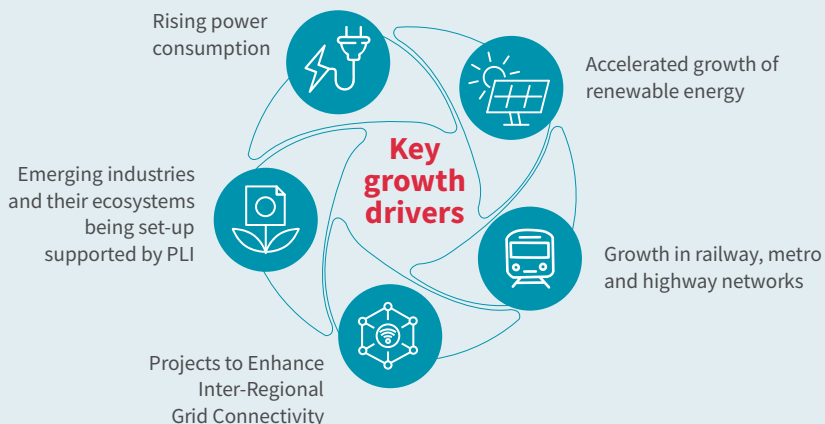 Rising power
consumption
Accelerated growth of
renewable energy
Key
growth
drivers
Emerging industries
and their ecosystems
being set-up
supported by PLI
Growth in railway, metro
and highway networks
Projects to Enhance
Inter-Regional
Grid Connectivity